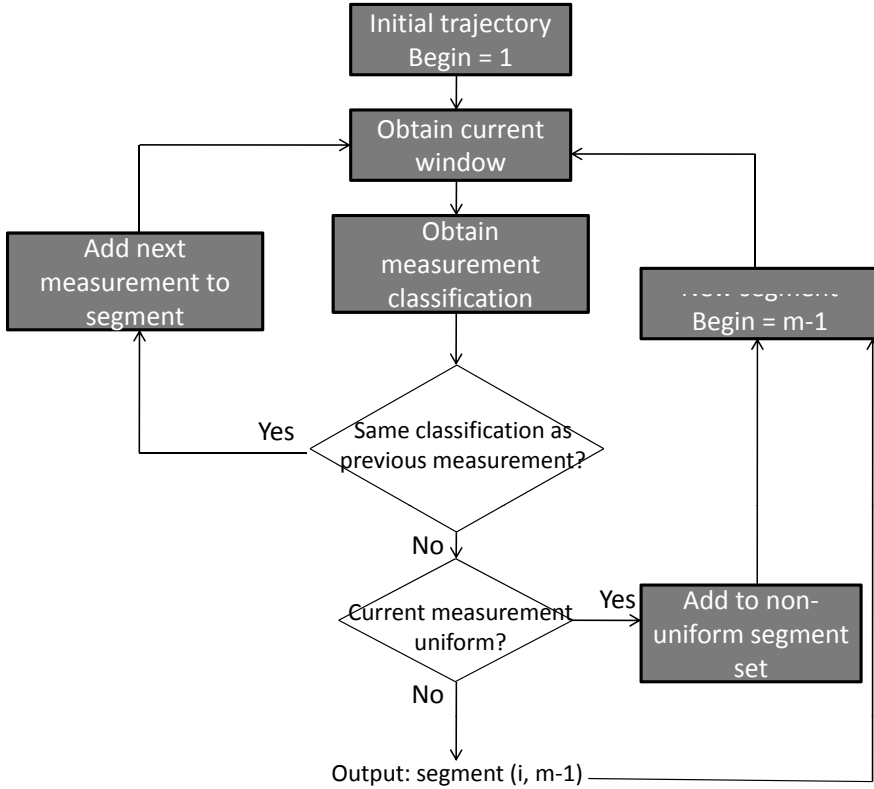 Initial trajectory
Begin = 1
Obtain current
window
Obtain
measurement
classification
Add next
measurement to
segment
New segment
Begin = m-1
Yes
Same classification as
previous measurement?
No
Current measurement
uniform?
Yes
Add to non-
uniform segment
set
No
Output: segment (i, m-1)